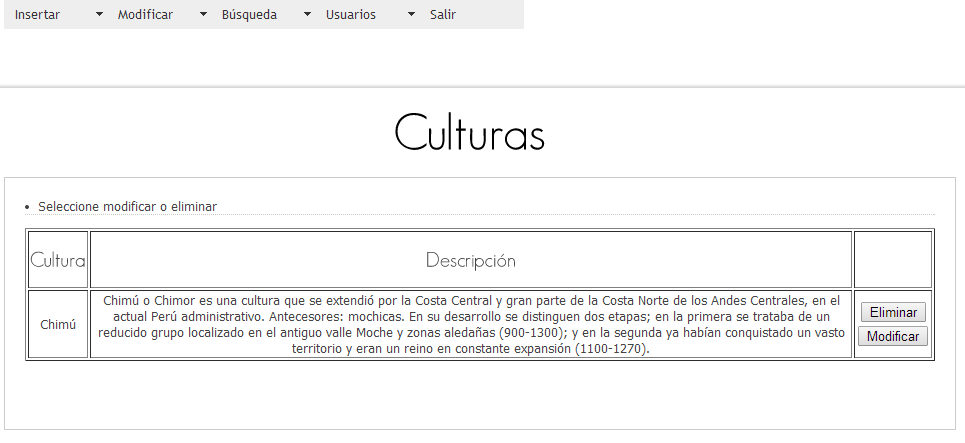 Insertar Modificar Búsqueda Usuarios Salir
Culturas
Seleccione modificar o eliminar
Cultura Descripción
Chimú
Chimú o Chimor es una cultura que se extendió por la Costa Central y gran parte de la Costa Norte de los Andes Centrales, en el
actual Perú administrativo. Antecesores: mochicas. En su desarrollo se distinguen dos etapas; en la primera se trataba de un
reducido grupo localizado en el antiguo valle Moche y zonas aledañas (900-1300); y en la segunda ya habían conquistado un vasto
territorio y eran un reino en constante expansión (1100-1270).
Eliminar
Modificar